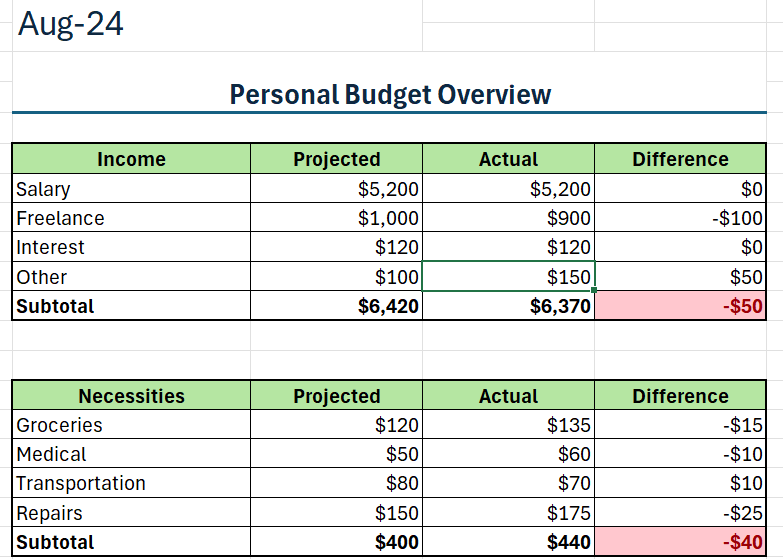 Aug-24
Personal Budget Overview
Income Projected Actual Difference
Salary $5,200 $5,200 $0
Freelance $1,000 $900 -$100
Interest $120 $120 $0
Other $100 $150 $50
Subtotal $6,420 $6,370 -$50
Necessities Projected Actual Difference
Groceries $120 $135 -$15
Medical $50 $60 -$10
Transportation $80 $70 $10
Repairs $150 $175 -$25
Subtotal $400 $440 -$40